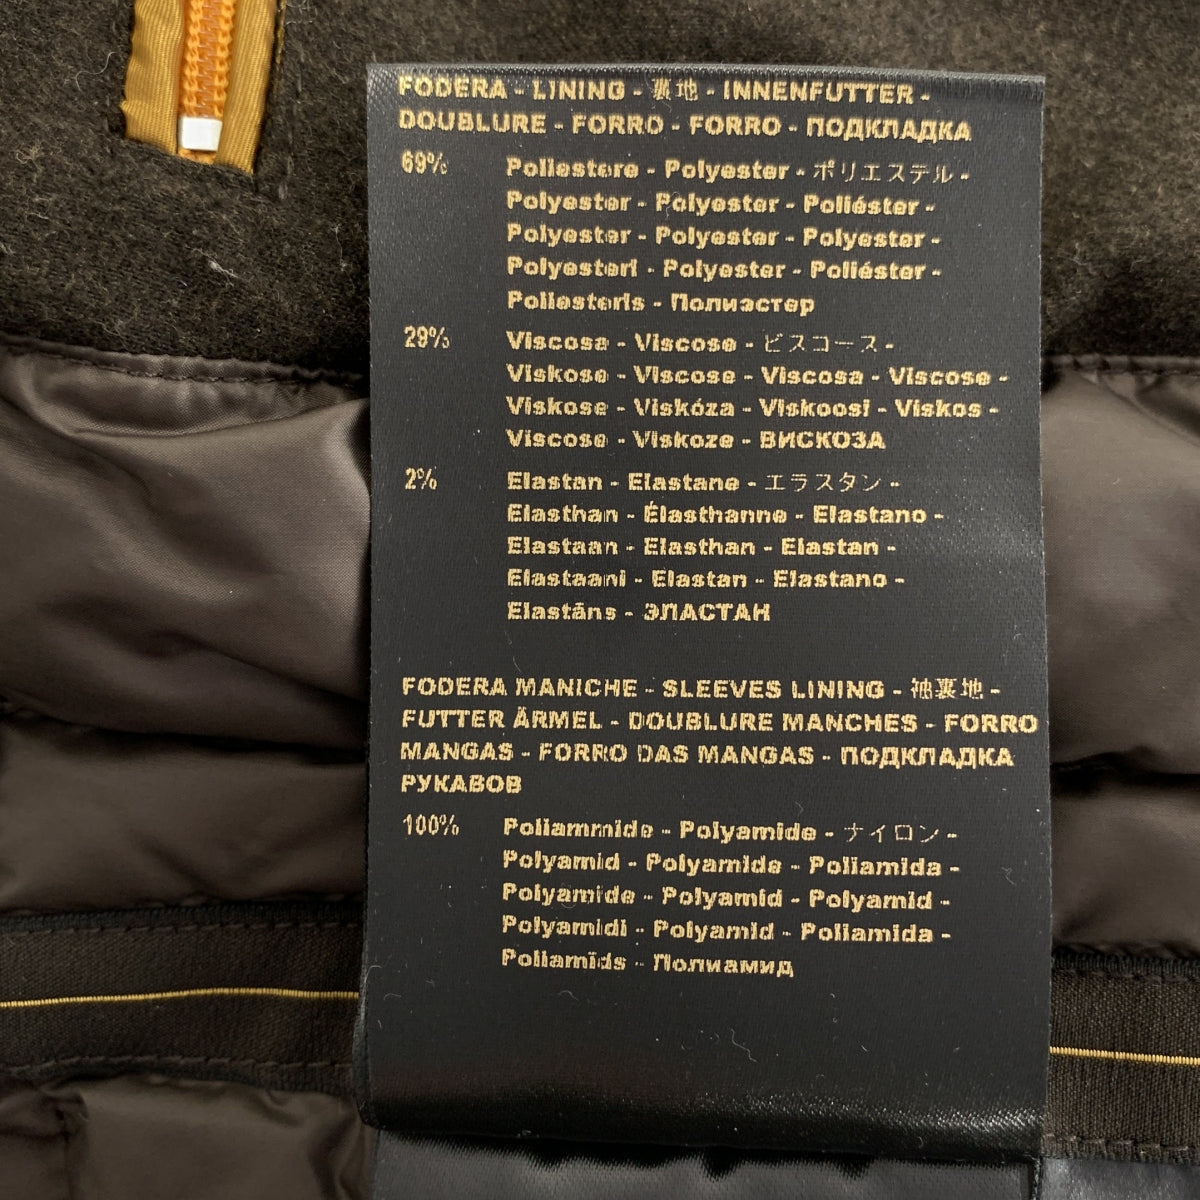 FODERA - LINING - 裏地 - INNENFUTTER -
DOUBLURE - FORRO - FORRO - ПОДКЛАДКА
69% Poliestere - Polyester - ポリエステル -
Polyester - Polyester - Poliéster -
Polyester - Polyester - Polyester -
Polyesteri - Polyester - Poliéster -
Poliesteris - Полиэстер
29% Viscosa - Viscose - ビスコース -
Viskose - Viscose - Viscosa - Viscose -
Viskose - Viskóza - Viskoosi - Viskos -
Viscose - Viskoze - ВИСКОЗА
2% Elastan - Elastane - エラスタン -
Elasthan - Élasthanne - Elastano -
Elastaan - Elasthan - Elastan -
Elastaani - Elastan - Elastano -
Elastāns - ЭЛАСТАН
FODERA MANICHE - SLEEVES LINING - 袖裏地 -
FUTTER ÄRMEL - DOUBLURE MANCHES - FORRO
MANGAS - FORRO DAS MANGAS - ПОДКЛАДКА
РУКАВОВ
100% Poliammide - Polyamide - ナイロン -
Polyamid - Polyamide - Poliamida -
Polyamide - Polyamid - Polyamid -
Polyamidi - Polyamid - Poliamida -
Poliamīds - Полиамид